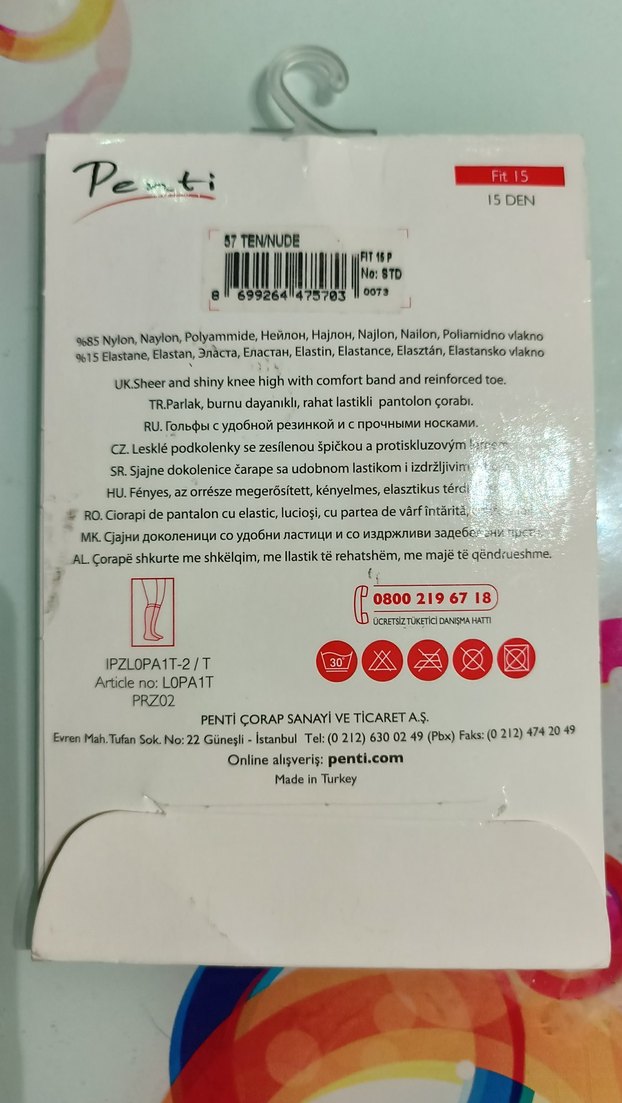 Penti
Fit 15
15 DEN
57 TEN/NUDE
FIT 15 P
No: STD
8 699264 475703
0073
%85 Nylon, Naylon, Polyammide, Нейлон, Најлон, Najlon, Nailon, Poliamidno vlakno
%15 Elastane, Elastan, Эласта, Еластан, Elastin, Elastance, Elasztán, Elastansko vlakno
UK.Sheer and shiny knee high with comfort band and reinforced toe.
TR.Parlak, burnu dayanıklı, rahat lastikli pantolon çorabı.
RU. Гольфы с удобной резинкой и с прочными носками.
CZ. Lesklé podkolenky se zesílenou špičkou a protiskluzovým
SR. Sjajne dokolenice čarape sa udobnom lastikom i
HU. Fényes, az orrésze megerősített, kényelmes, elasztikus
RO. Ciorapi de pantalon cu elastic, lucioşi, cu partea de vârf întărită,
MK. Сјајни доколеници со удобни ластици и со издржливи
AL. Çorapë shkurte me shkëlqim, me llastik të rehatshëm, me majë të qëndrueshme.
0800 219 67 18
ÜCRETSİZ TÜKETİCİ DANIŞMA HATTI
30°
IPZL0PA1T-2 / T
Article no: L0PA1T
PRZ02
PENTİ ÇORAP SANAYİ VE TİCARET A.Ş.
Evren Mah. Tufan Sok. No: 22 Güneşli - İstanbul Tel: (0 212) 630 02 49 (Pbx) Faks: (0 212) 474 20 49
Online alışveriş: penti.com
Made in Turkey